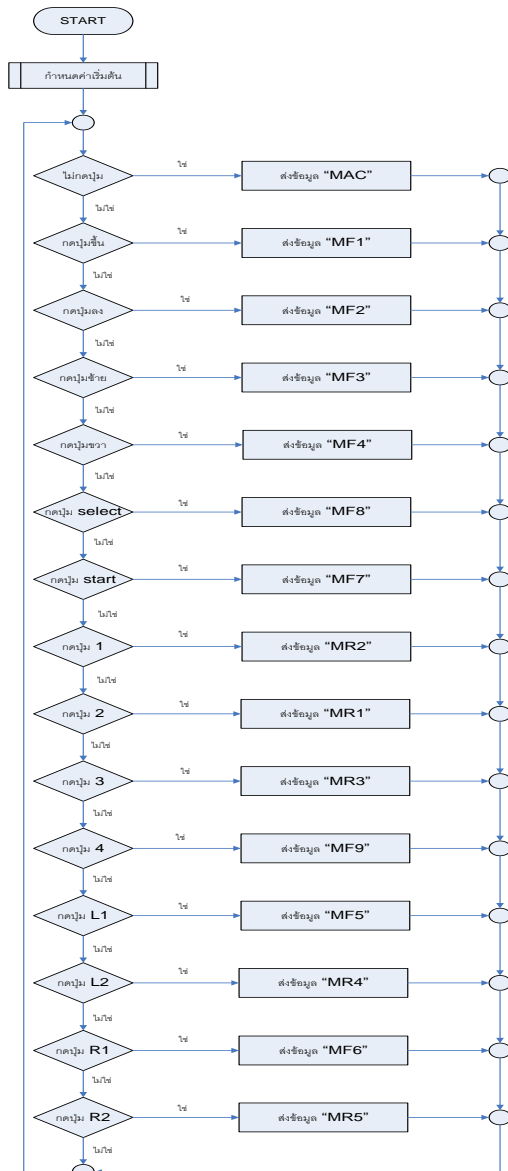 START
กำหนดค่าเริ่มต้น
ไม่กดปุ่ม
ใช่
ส่งข้อมูล “MAC”
ไม่ใช่
กดปุ่มขึ้น
ใช่
ส่งข้อมูล “MF1”
ไม่ใช่
กดปุ่มลง
ใช่
ส่งข้อมูล “MF2”
ไม่ใช่
กดปุ่มซ้าย
ใช่
ส่งข้อมูล “MF3”
ไม่ใช่
กดปุ่มขวา
ใช่
ส่งข้อมูล “MF4”
ไม่ใช่
กดปุ่ม select
ใช่
ส่งข้อมูล “MF8”
ไม่ใช่
กดปุ่ม start
ใช่
ส่งข้อมูล “MF7”
ไม่ใช่
กดปุ่ม 1
ใช่
ส่งข้อมูล “MR2”
ไม่ใช่
กดปุ่ม 2
ใช่
ส่งข้อมูล “MR1”
ไม่ใช่
กดปุ่ม 3
ใช่
ส่งข้อมูล “MR3”
ไม่ใช่
กดปุ่ม 4
ใช่
ส่งข้อมูล “MF9”
ไม่ใช่
กดปุ่ม L1
ใช่
ส่งข้อมูล “MF5”
ไม่ใช่
กดปุ่ม L2
ใช่
ส่งข้อมูล “MR4”
ไม่ใช่
กดปุ่ม R1
ใช่
ส่งข้อมูล “MF6”
ไม่ใช่
กดปุ่ม R2
ใช่
ส่งข้อมูล “MR5”
ไม่ใช่